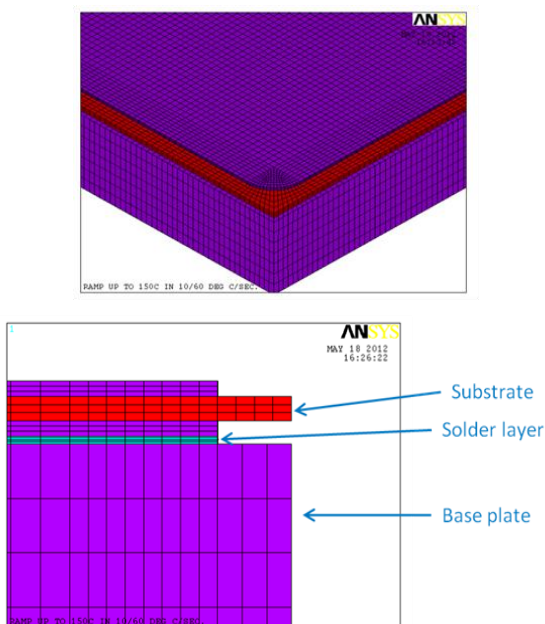 ANSYS
RAMP UP TO 150C IN 10/60 DEG C/SEC.
1
ANSYS
MAY 18 2012
16:26:22
Substrate
Solder layer
Base plate
RAMP UP TO 150C IN 10/60 DEG C/SEC.